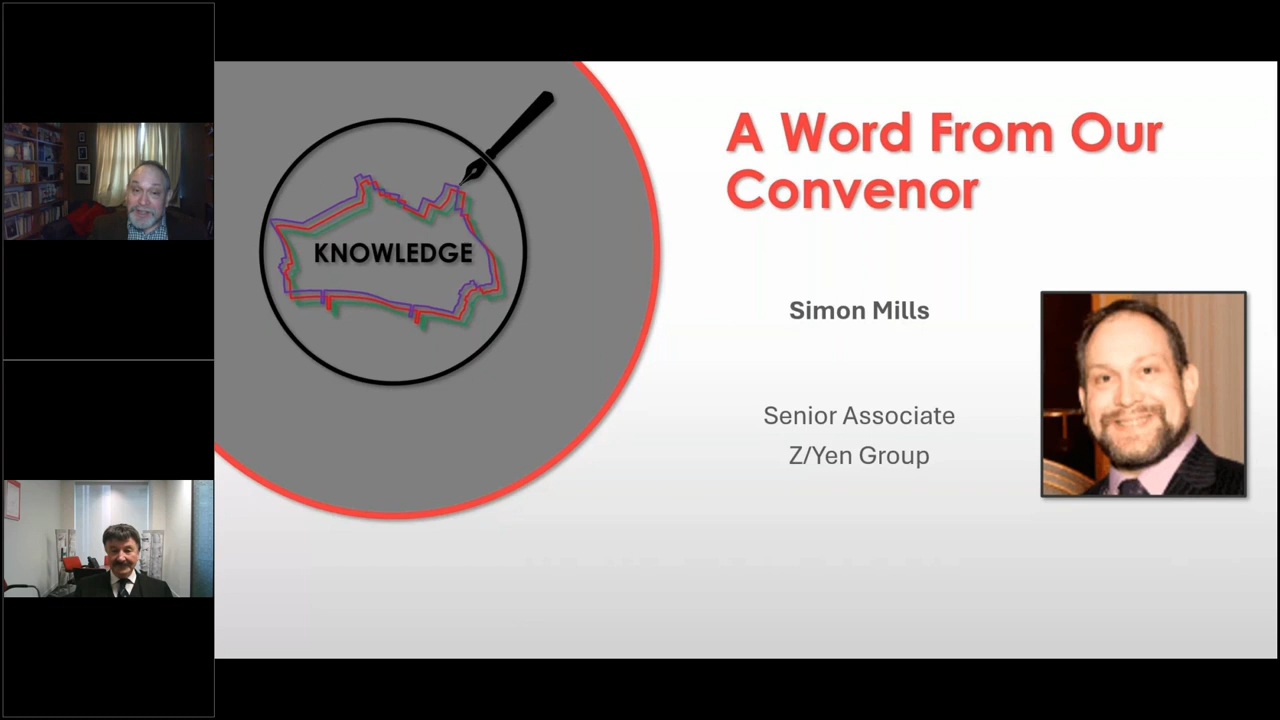 A Word From Our
Convenor
KNOWLEDGE
Simon Mills
Senior Associate
Z/Yen Group